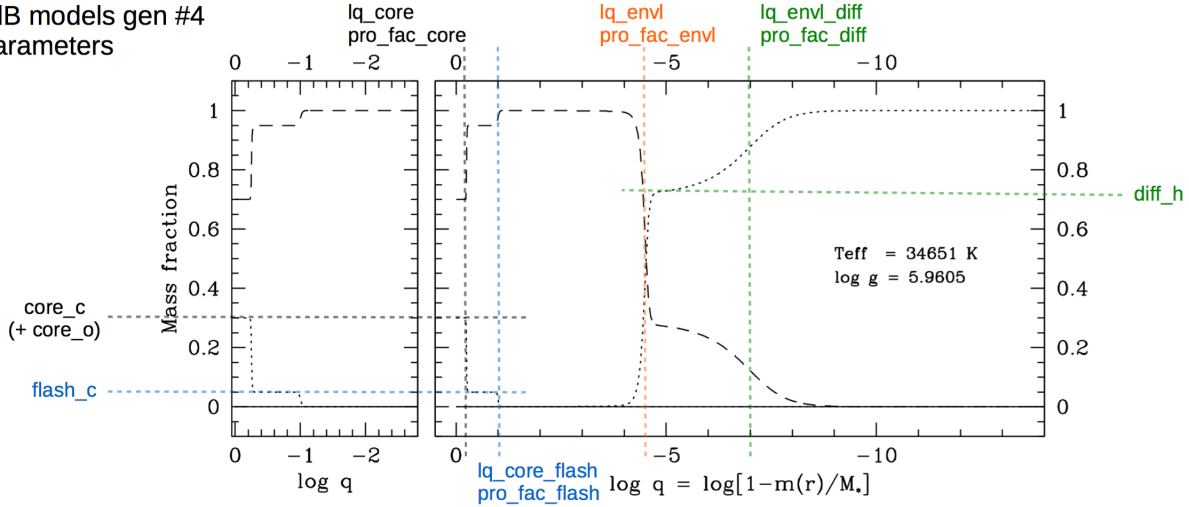 IB models gen #4
arameters
lq_core
pro_fac_core
lq_envl
pro_fac_envl
lq_envl_diff
pro_fac_diff
0 −1 −2
0 −5 −10
Mass fraction
1
0.8
0.6
0.4
0.2
0
1
0.8
0.6
0.4
0.2
0
diff_h
Teff = 34651 K
log g = 5.9605
core_c
(+ core_o)
flash_c
0 −1 −2
0 −5 −10
log q
lq_core_flash
pro_fac_flash
log q = log[1−m(r)/M*]